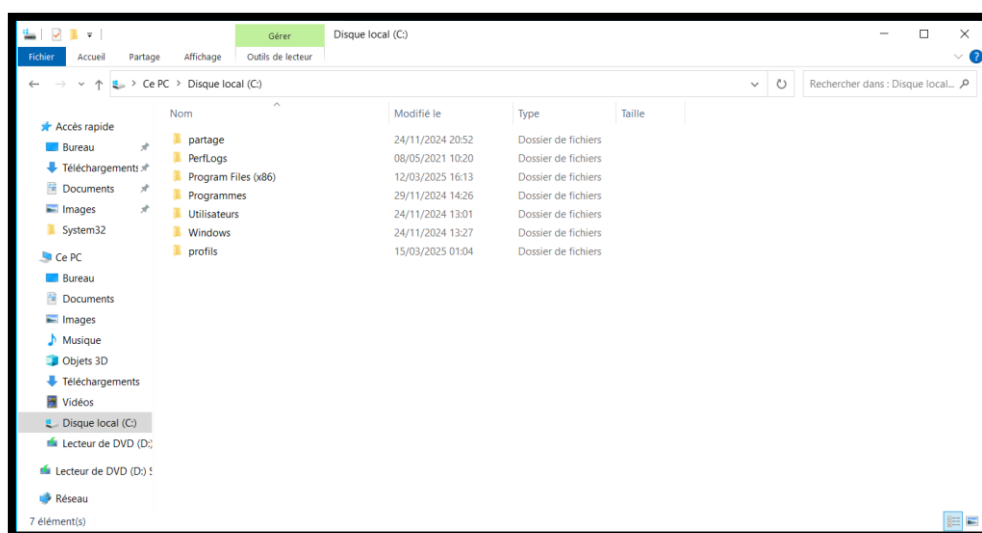 Gérer
Disque local (C:)
Fichier Accueil Partage Affichage Outils de lecteur
Ce PC > Disque local (C:)
Rechercher dans : Disque local...
Nom Modifié le Type Taille
Accès rapide
Bureau
Téléchargements
Documents
Images
System32
Ce PC
Bureau
Documents
Images
Musique
Objets 3D
Téléchargements
Vidéos
Disque local (C:)
Lecteur de DVD (D:)
Lecteur de DVD (D:) S
Réseau
partage 24/11/2024 20:52 Dossier de fichiers
PerfLogs 08/05/2021 10:20 Dossier de fichiers
Program Files (x86) 12/03/2025 16:13 Dossier de fichiers
Programmes 29/11/2024 14:26 Dossier de fichiers
Utilisateurs 24/11/2024 13:01 Dossier de fichiers
Windows 24/11/2024 13:27 Dossier de fichiers
profils 15/03/2025 01:04 Dossier de fichiers
7 élément(s)